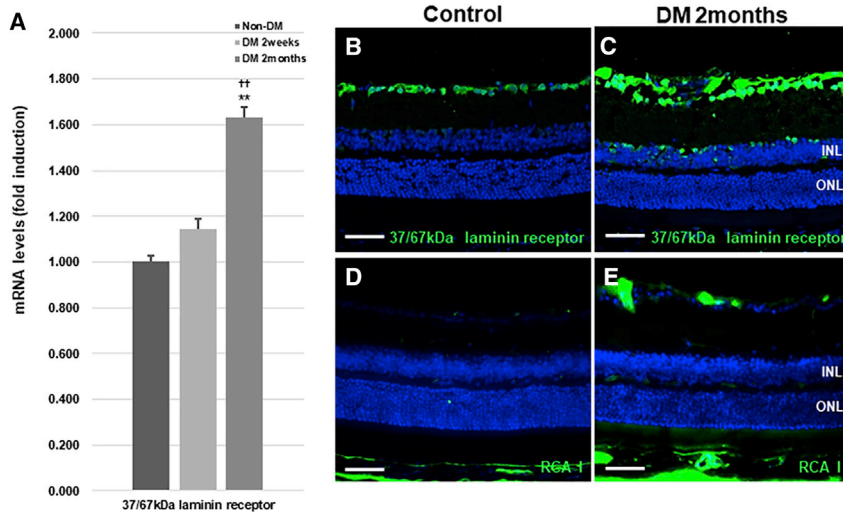 A
Non-DM
DM 2weeks
DM 2months
2.000
1.800
1.600
1.400
1.200
1.000
0.800
0.600
0.400
0.200
0.000
mRNA levels (fold induction)
††
**
37/67kDa laminin receptor
Control
DM 2months
B
37/67kDa laminin receptor
C
INL
ONL
37/67kDa laminin receptor
D
RCA I
E
INL
ONL
RCA I